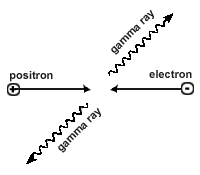 gamma ray
positron
electron
+
-
gamma ray